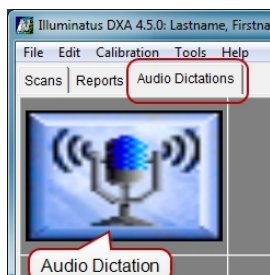 Illuminatus DXA 4.5.0: Lastname, Firstna
File Edit Calibration Tools Help
Scans Reports Audio Dictations
Audio Dictation